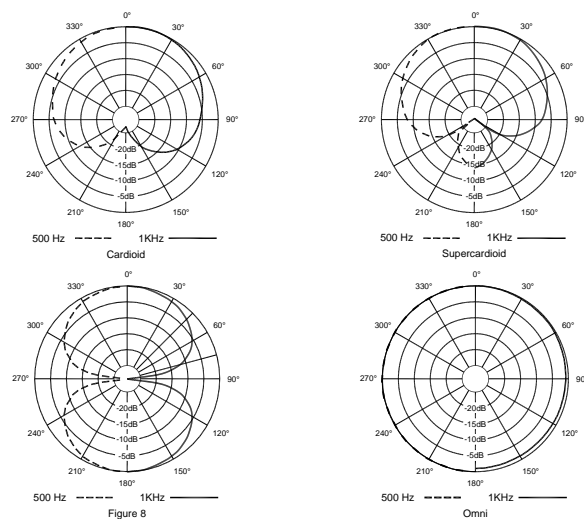 0°
330°
30°
300°
60°
270°
90°
-20dB
-15dB
-10dB
-5dB
240°
120°
210°
150°
180°
500 Hz
1KHz
Cardioid
0°
330°
30°
300°
60°
270°
90°
-20dB
-15dB
-10dB
-5dB
240°
120°
210°
150°
180°
500 Hz
1KHz
Supercardioid
0°
330°
30°
300°
60°
270°
90°
-20dB
-15dB
-10dB
-5dB
240°
120°
210°
150°
180°
500 Hz
1KHz
Figure 8
0°
330°
30°
300°
60°
270°
90°
-20dB
-15dB
-10dB
-5dB
240°
120°
210°
150°
180°
500 Hz
1KHz
Omni